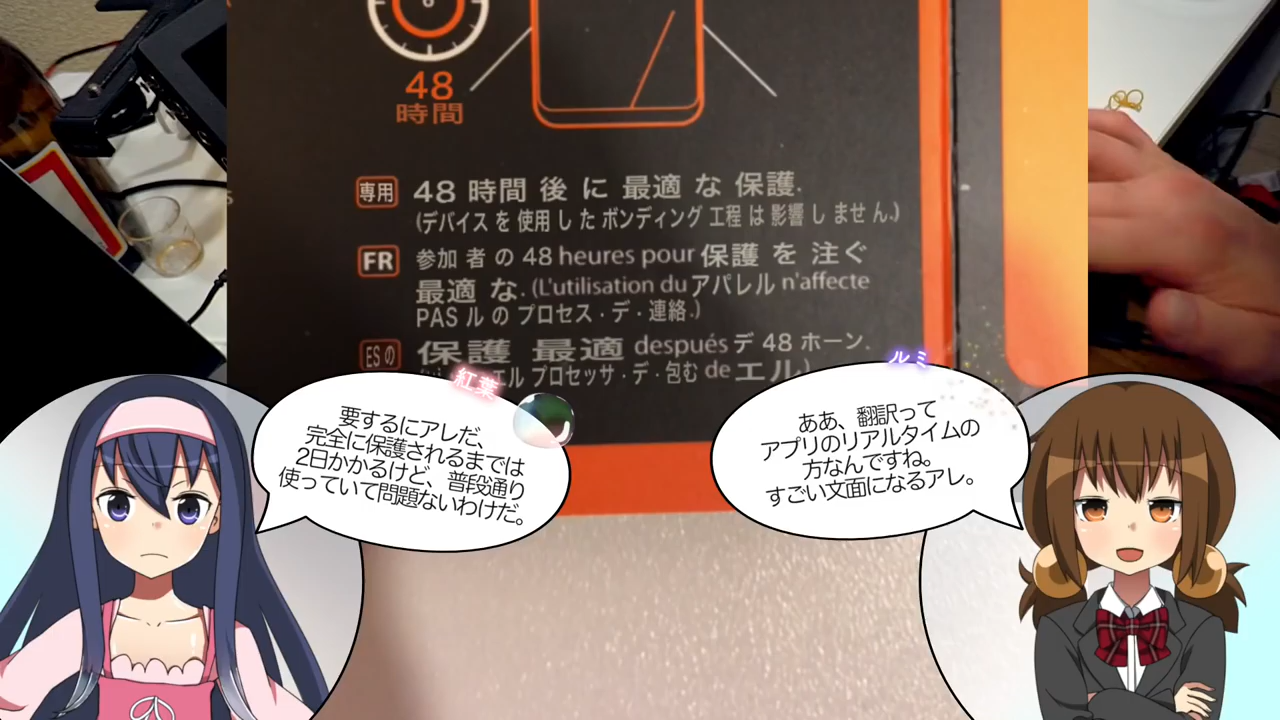 48
時間
専用
48 時間 後 に 最適 な 保護.
(デバイス を 使用 し た ボンディング 工程 は 影響 し ませ ん.)
FR
参加 者 の 48 heures pour 保護 を 注ぐ
最適 な. (L'utilisation du アパレル n'affecte
PAS ル の プロセス・デ・連絡.)
ES の
保護 最適 después デ 48 ホーン.
エル プロセッサ・デ・包む de エル)
紅葉
要するにアレだ、
完全に保護されるまでは
2日かかるけど、普段通り
使っていて問題ないわけだ。
ルミ
ああ、翻訳って
アプリのリアルタイムの
方なんですね。
すごい文面になるアレ。